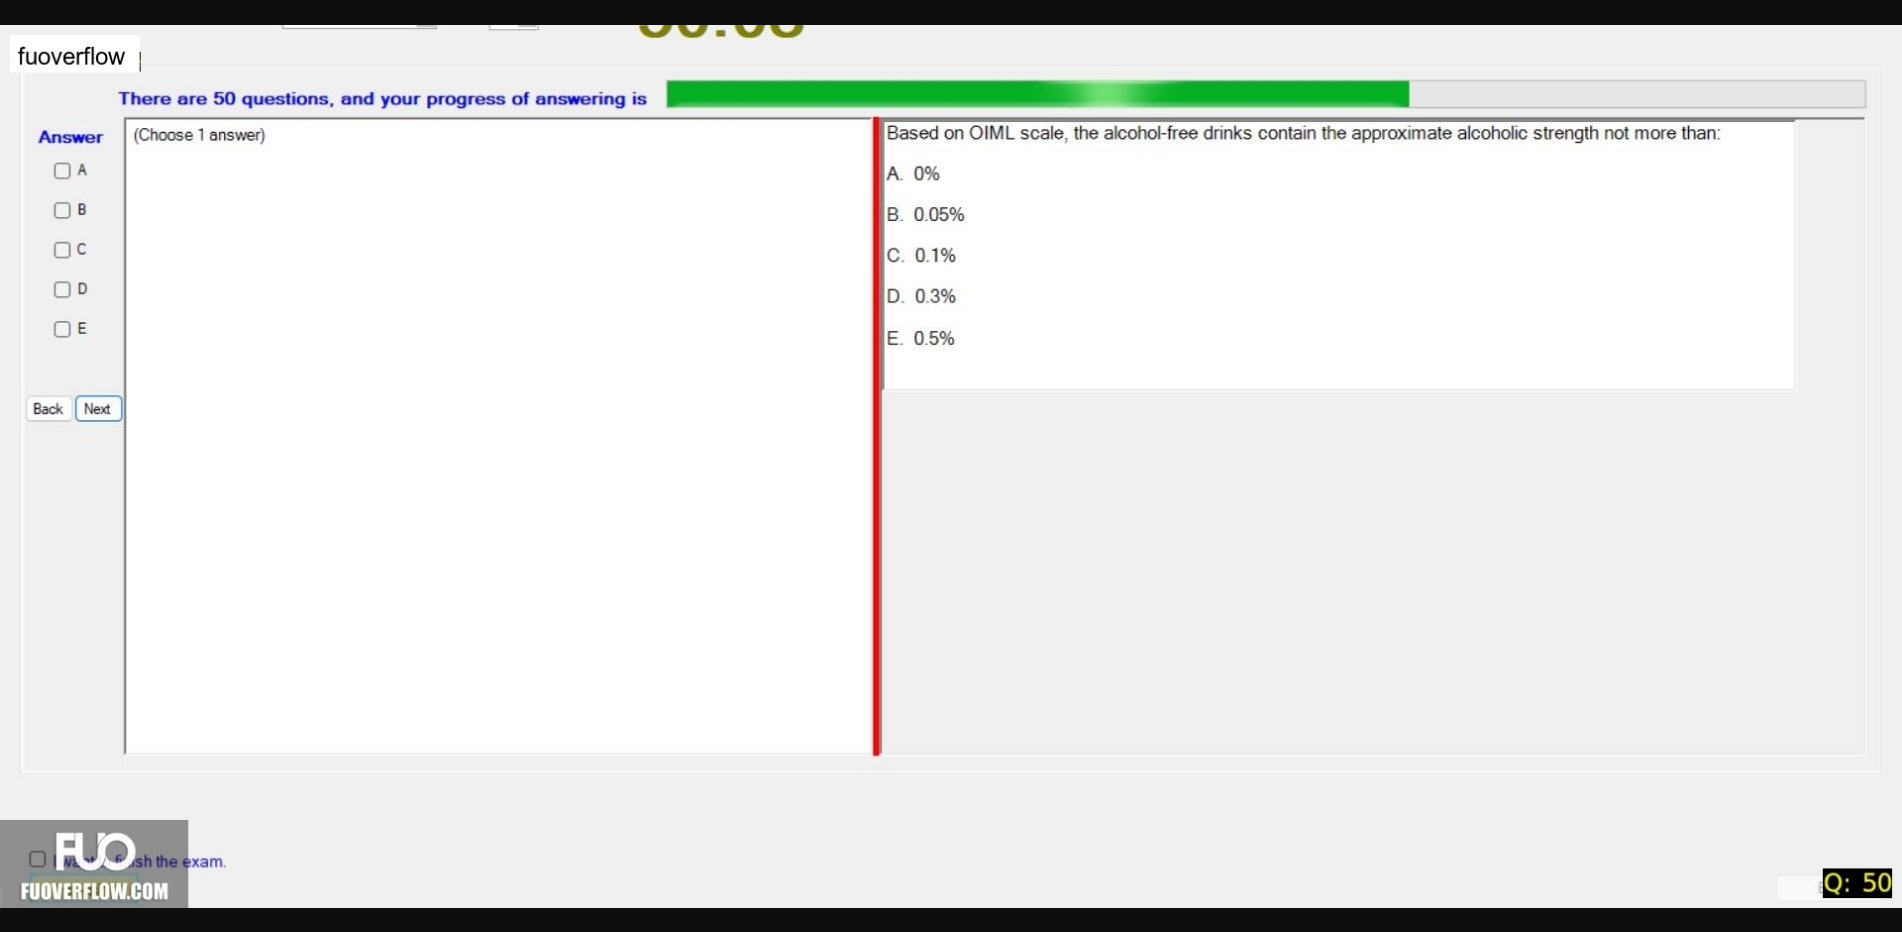 fuoverflow
There are 50 questions, and your progress of answering is
Answer
(Choose 1 answer)
A
B
C
D
E
Back Next
Based on OIML scale, the alcohol-free drinks contain the approximate alcoholic strength not more than:
A. 0%
B. 0.05%
C. 0.1%
D. 0.3%
E. 0.5%
FUO
sh the exam.
FUOVERFLOW.COM
Q: 50